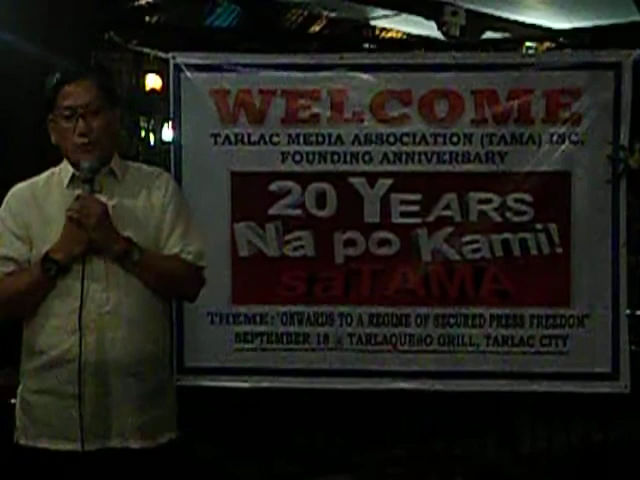 WELCOME
TARLAC MEDIA ASSOCIATION (TAMA) INC.
FOUNDING ANNIVERSARY
20 YEARS
Na po Kami!
saTAMA
THEME: "ONWARDS TO A REGIME OF SECURED PRESS FREEDOM"
SEPTEMBER 18 - TARLAQUEÑO GRILL, TARLAC CITY